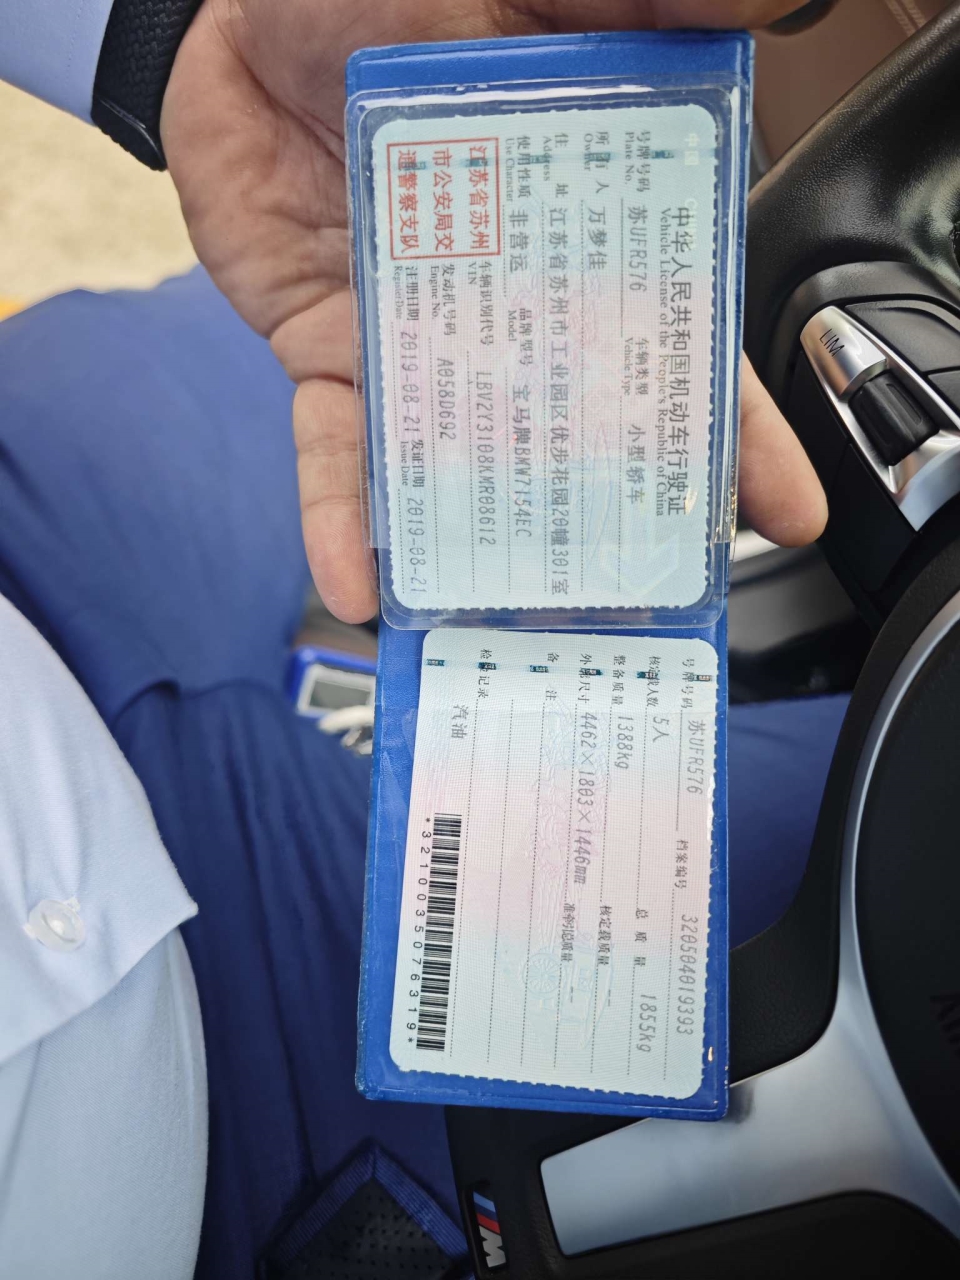 中华人民共和国机动车行驶证
Vehicle License of the People's Republic of China
号牌号码 苏UFR576 车辆类型 小型轿车
Plate No. Vehicle Type
所有人 万梦佳
Owner
住址 江苏省苏州市工业园区优步花园20幢301室
Address
使用性质 非营运 品牌型号 宝马牌BMW7154EC
Use Character Model
江苏省苏州
市公安局交
通警察支队
车辆识别代号 LBV2Y3108KMR08612
VIN
发动机号码 A058D692
Engine No.
注册日期 2019-08-21 发证日期 2019-08-21
Register Date Issue Date
号牌号码 苏UFR576 档案编号 320504019393
核定载人数 5人 总质量 1855kg
整备质量 1388kg 核定载质量 --
外廓尺寸 4462×1803×1446mm 准牵引总质量 --
备注
检验记录
汽油
*3210035076319*
LIM
M